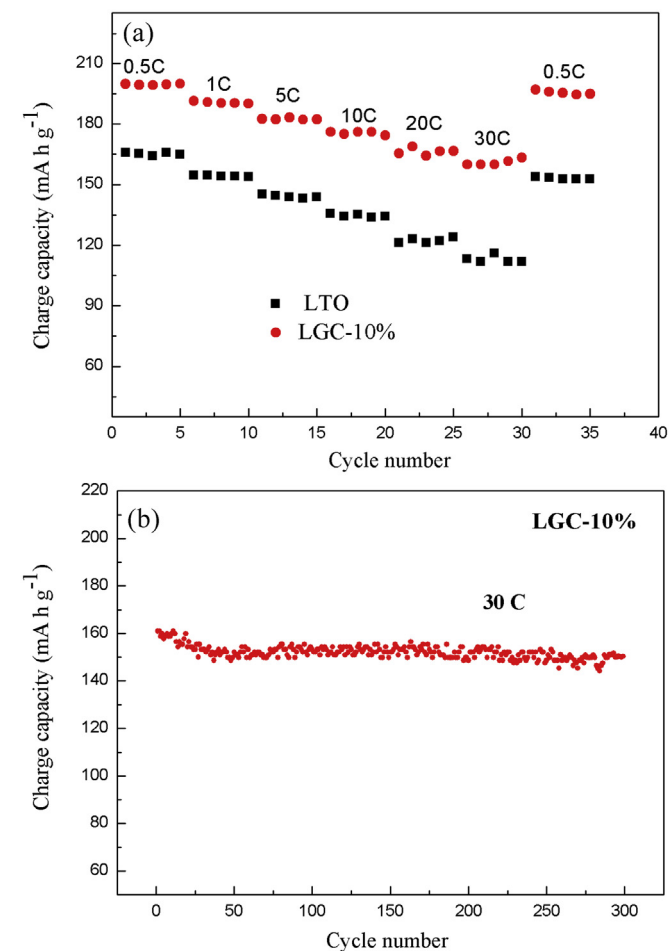 (a)
0.5C 1C 5C 10C 20C 30C 0.5C
LTO
LGC-10%
Charge capacity (mA h g⁻¹)
210
180
150
120
90
60
0 5 10 15 20 25 30 35 40
Cycle number
(b)
LGC-10%
30 C
Charge capacity (mA h g⁻¹)
220
200
180
160
140
120
100
80
60
0 50 100 150 200 250 300
Cycle number